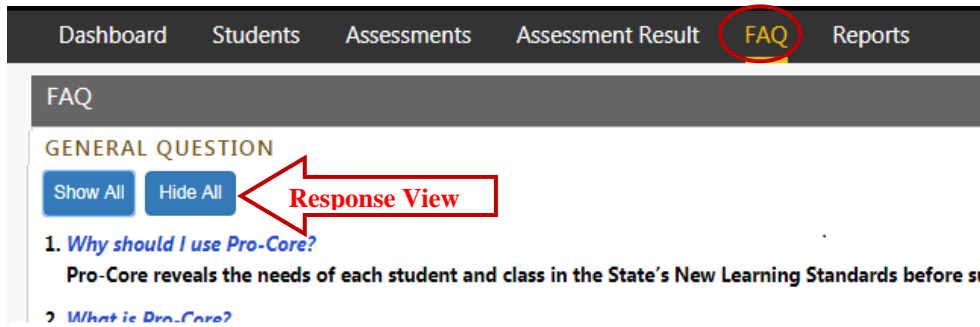 Dashboard Students Assessments Assessment Result FAQ Reports
FAQ
GENERAL QUESTION
Show All Hide All Response View
1. Why should I use Pro-Core?
Pro-Core reveals the needs of each student and class in the State's New Learning Standards before
2. What is Pro-Core?